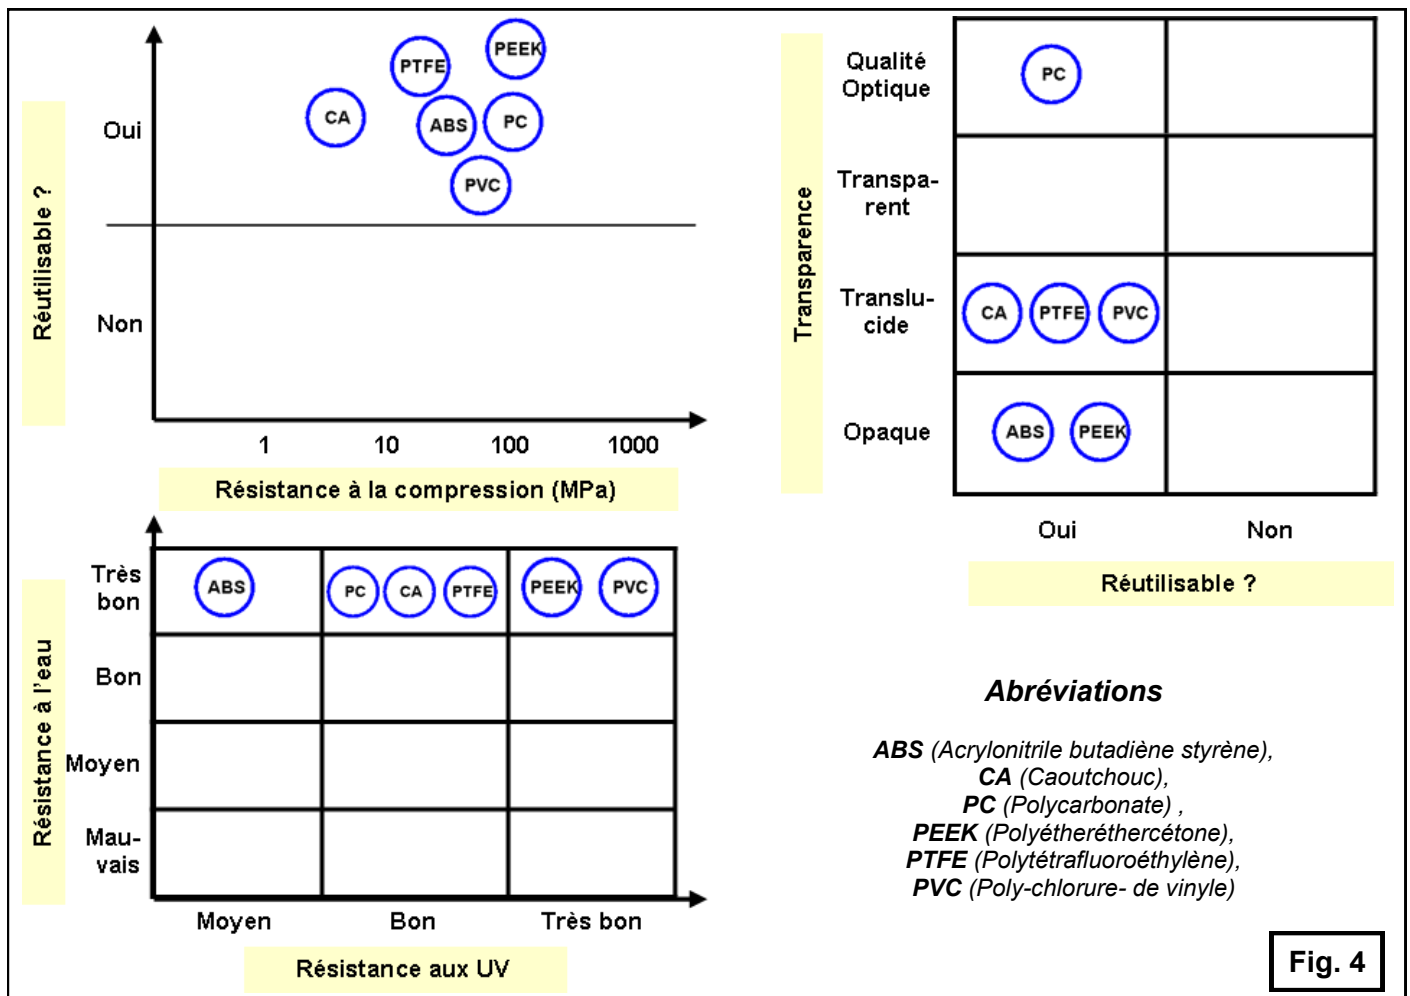 Réutilisable ?
Oui
Non
PEEK
PTFE
CA
ABS
PC
PVC
1 10 100 1000
Résistance à la compression (MPa)
Transparence
Qualité
Optique
PC
Transpa-
rent
Translu-
cide
CA PTFE PVC
Opaque
ABS PEEK
Oui Non
Réutilisable ?
Résistance à l'eau
Très
bon
ABS PC CA PTFE PEEK PVC
Bon
Moyen
Mau-
vais
Moyen Bon Très bon
Résistance aux UV
Abréviations
ABS (Acrylonitrile butadiène styrène),
CA (Caoutchouc),
PC (Polycarbonate) ,
PEEK (Polyétheréthercétone),
PTFE (Polytétrafluoroéthylène),
PVC (Poly-chlorure- de vinyle)
Fig. 4